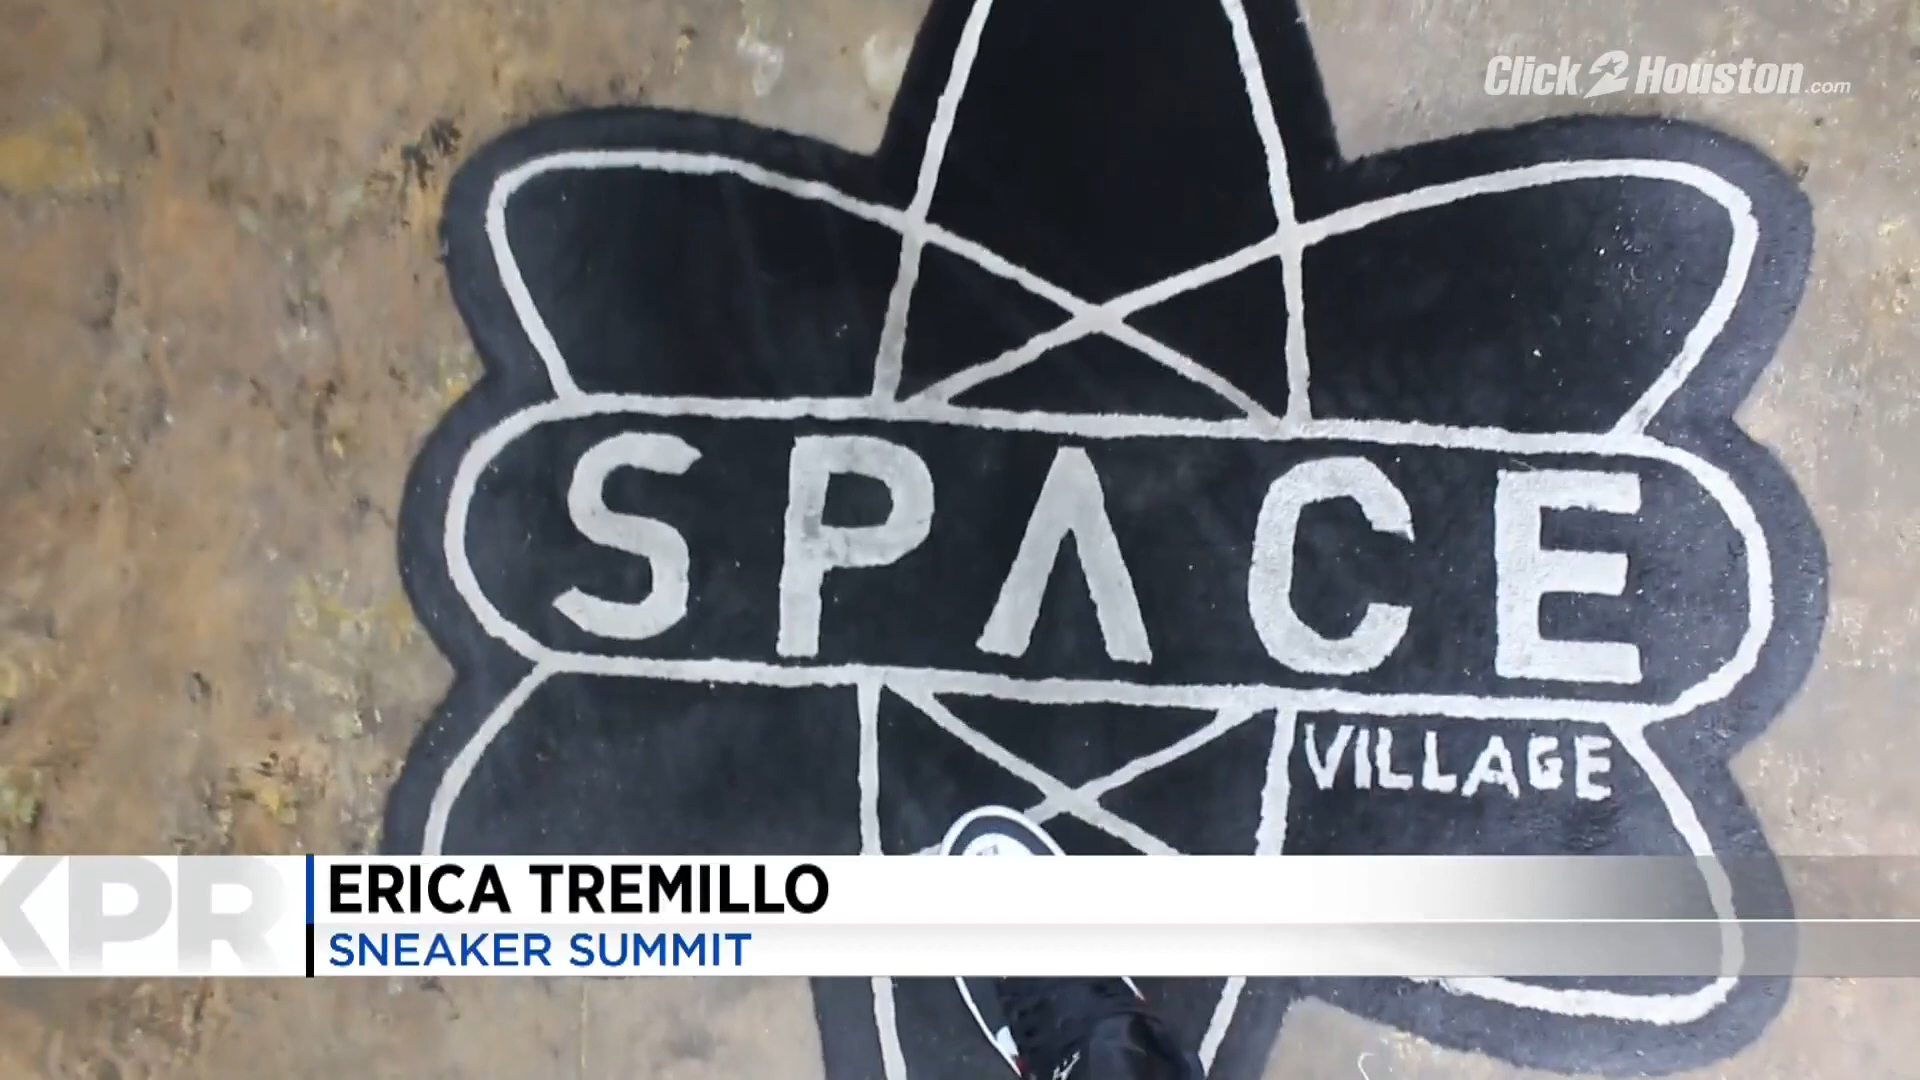 Click2Houston.com
SPACE
VILLAGE
KPR
ERICA TREMILLO
SNEAKER SUMMIT